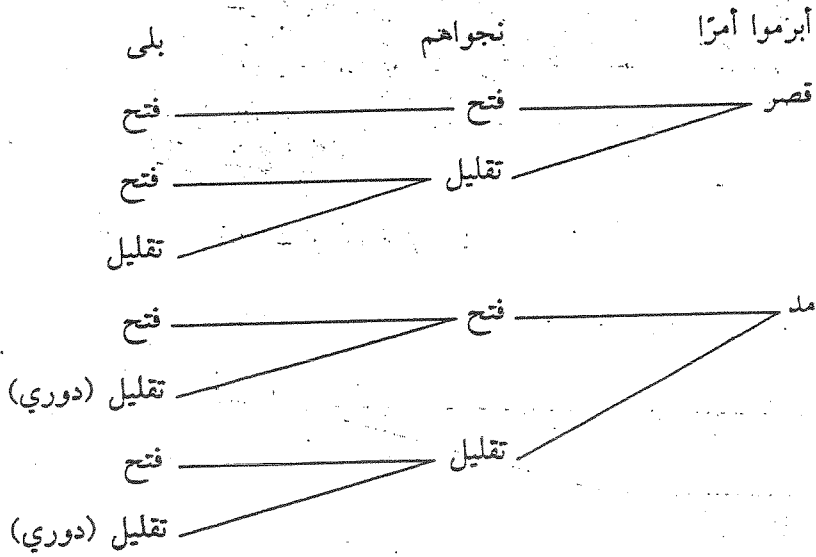 أبرموا أمرًا نجواهم بلى
قصر فتح فتح
تقليل فتح
تقليل
مد فتح فتح
تقليل (دوري)
تقليل فتح
تقليل (دوري)